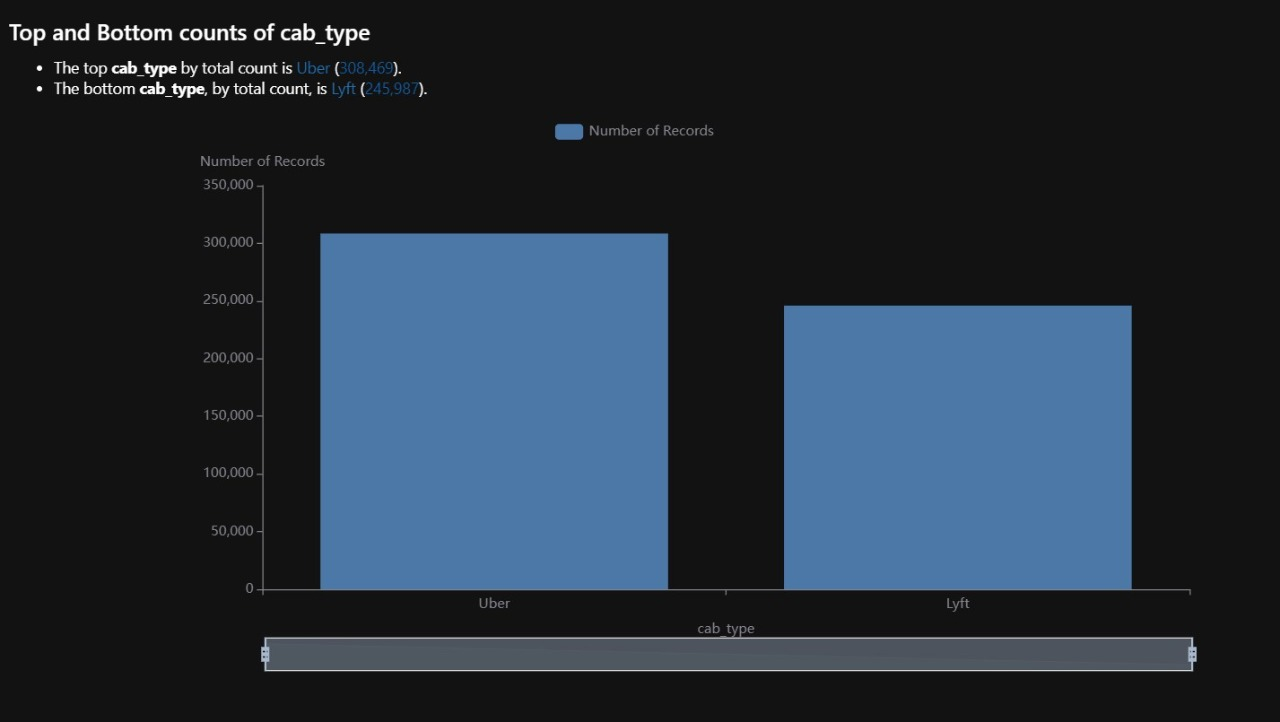 Top and Bottom counts of cab_type
• The top cab_type by total count is Uber (308,469).
• The bottom cab_type, by total count, is Lyft (245,987).
Number of Records
Number of Records
350,000
300,000
250,000
200,000
150,000
100,000
50,000
0
Uber Lyft
cab_type